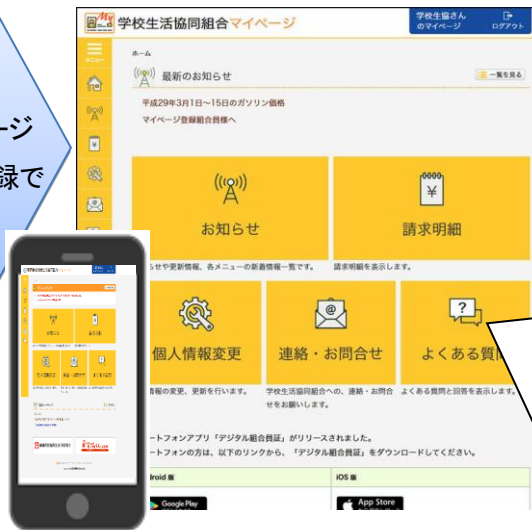 My
学校生活協同組合マイページ
学校生協さん
のマイページ
ログアウト
メニュー
ホーム
最新のお知らせ
一覧を見る
平成29年3月1日～15日のガソリン価格
マイページ登録組合員様へ
ージ
録で
お知らせ
請求明細
らせや更新情報、各メニューの新着情報一覧です。
請求明細を表示します。
個人情報変更
連絡・お問合せ
よくある質問
情報の変更、更新を行います。
学校生活協同組合への、連絡・お問合
せをお願いします。
よくある質問と回答を表示します。
ートフォンアプリ「デジタル組合員証」がリリースされました。
ートフォンの方は、以下のリンクから、「デジタル組合員証」をダウンロードしてください。
droid 版
iOS 版
Google Play
App Store